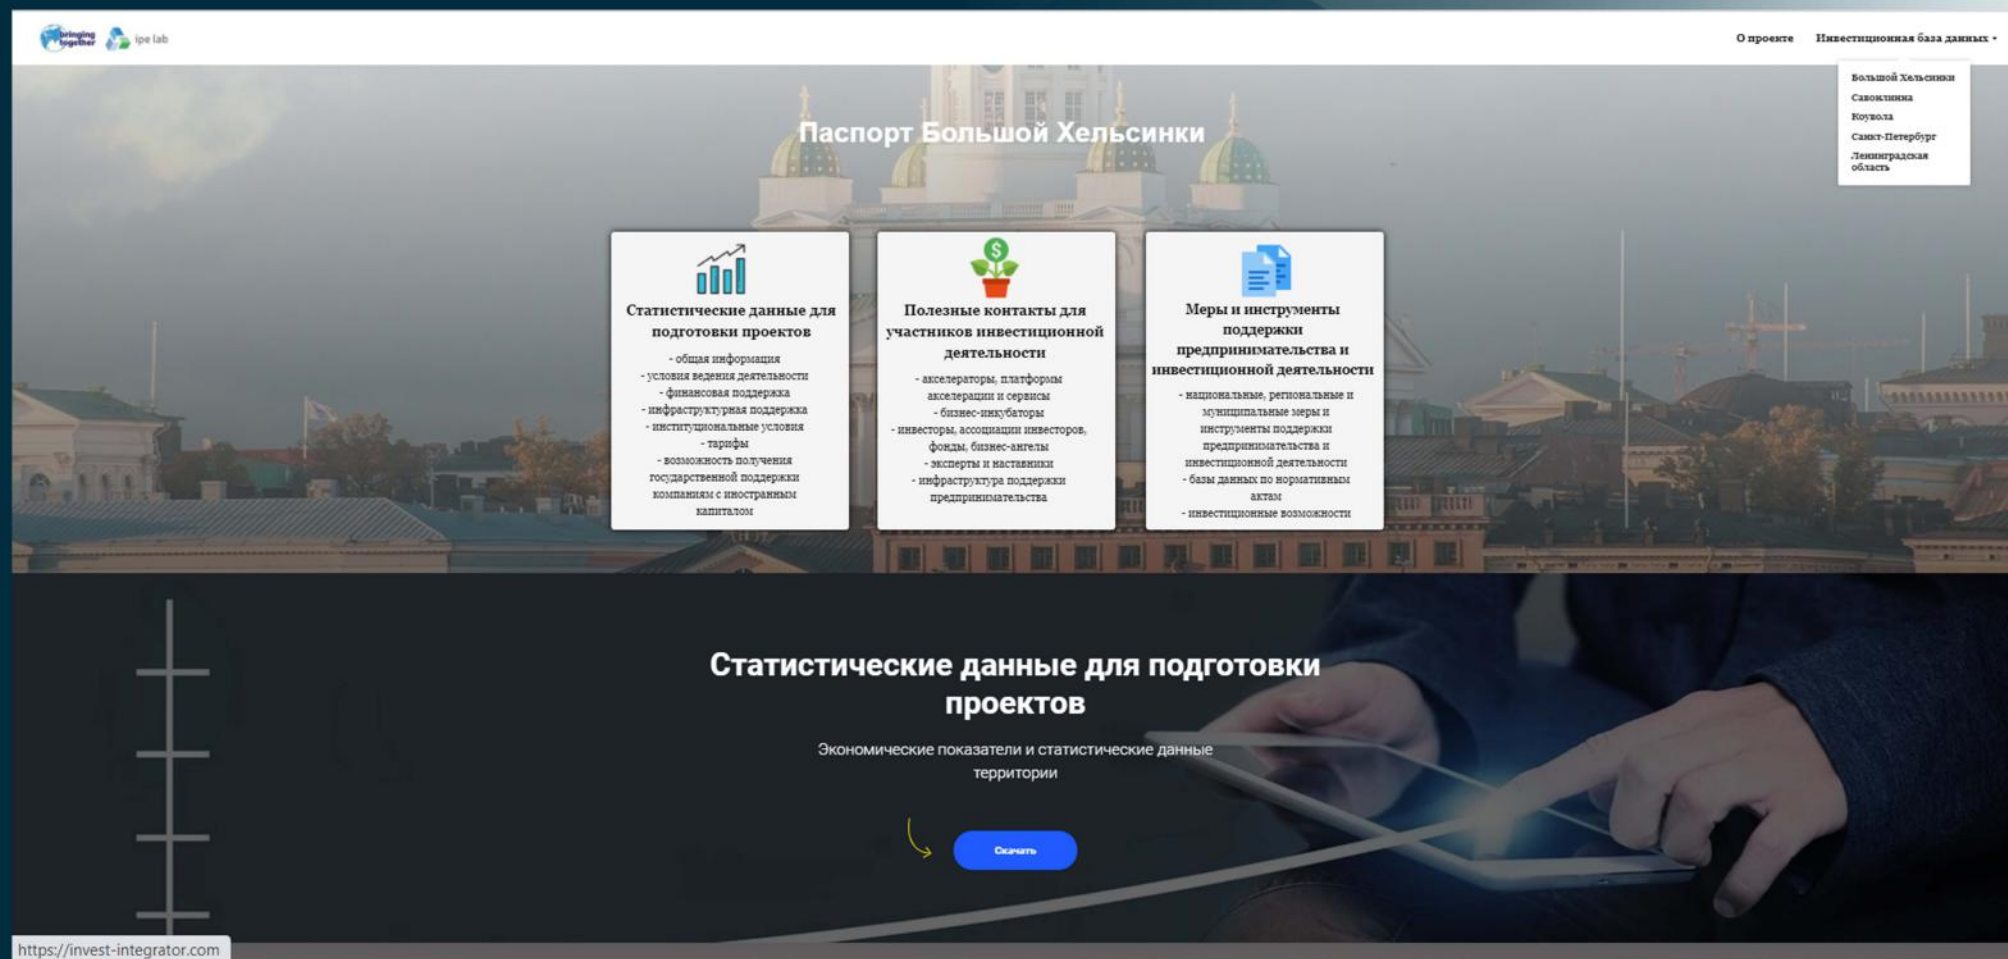 bringing
together
ipe lab
О проекте
Инвестиционная база данных
Большой Хельсинки
Савонлинна
Коувола
Санкт-Петербург
Ленинградская
область
Паспорт Большой Хельсинки
Статистические данные для
подготовки проектов
- общая информация
- условия ведения деятельности
- финансовая поддержка
- инфраструктурная поддержка
- институциональные условия
- тарифы
- возможность получения
государственной поддержки
компаниям с иностранным
капиталом
Полезные контакты для
участников инвестиционной
деятельности
- акселераторы, платформы
акселерации и сервисы
- бизнес-инкубаторы
- инвесторы, ассоциации инвесторов,
фонды, бизнес-ангелы
- эксперты и наставники
- инфраструктура поддержки
предпринимательства
Меры и инструменты
поддержки
предпринимательства и
инвестиционной деятельности
- национальные, региональные и
муниципальные меры и
инструменты поддержки
предпринимательства и
инвестиционной деятельности
- базы данных по нормативным
актам
- инвестиционные возможности
Статистические данные для подготовки
проектов
Экономические показатели и статистические данные
территории
Скачать
https://invest-integrator.com